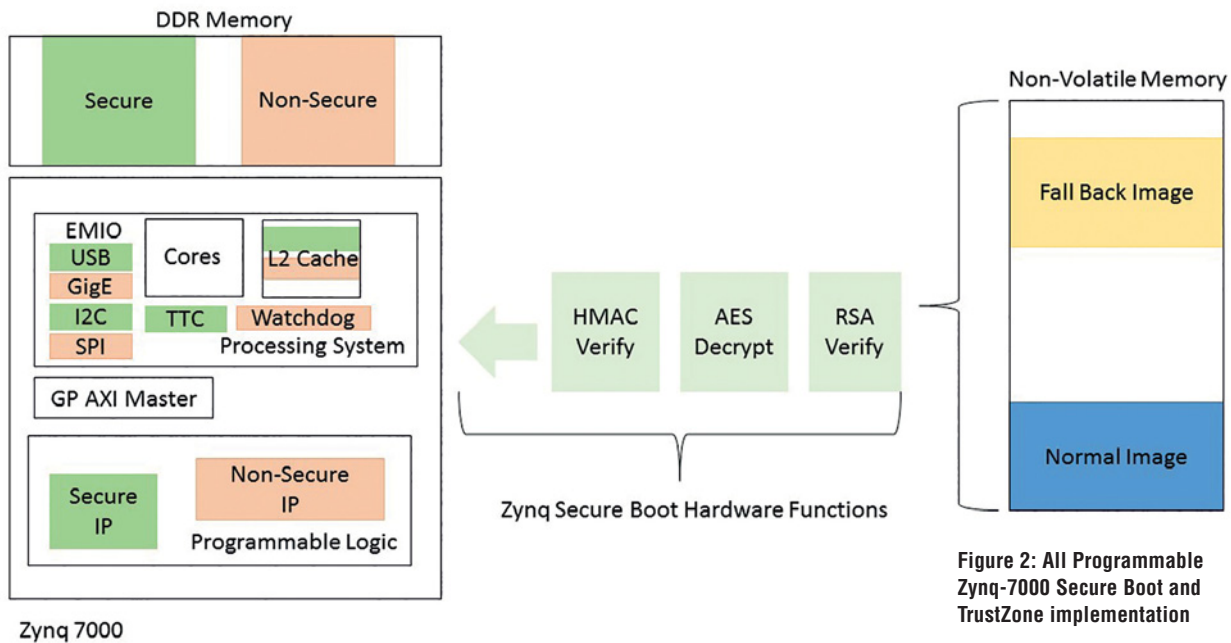 DDR Memory
Secure
Non-Secure
EMIO
USB
GigE
I2C
SPI
Cores
L2 Cache
TTC
Watchdog
Processing System
GP AXI Master
Secure
IP
Non-Secure
IP
Programmable Logic
Zynq 7000
HMAC
Verify
AES
Decrypt
RSA
Verify
Zynq Secure Boot Hardware Functions
Non-Volatile Memory
Fall Back Image
Normal Image
Figure 2: All Programmable
Zynq-7000 Secure Boot and
TrustZone implementation